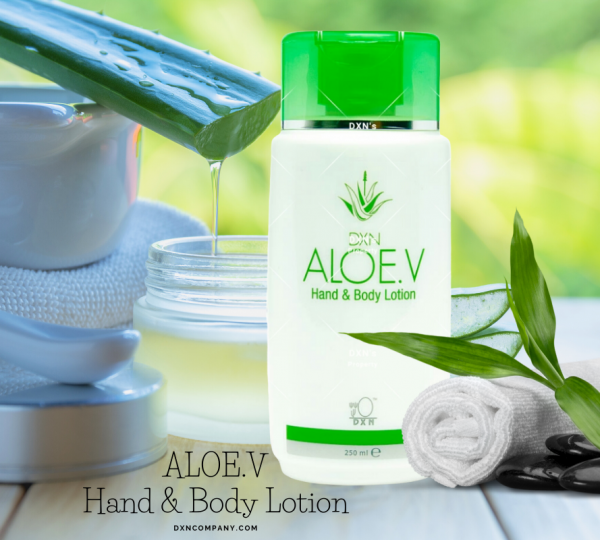 DXN's
DXN
ALOE.V
Hand & Body Lotion
DXN
250 ml e
ALOE.V
Hand & Body Lotion
DXNCOMPANY.COM